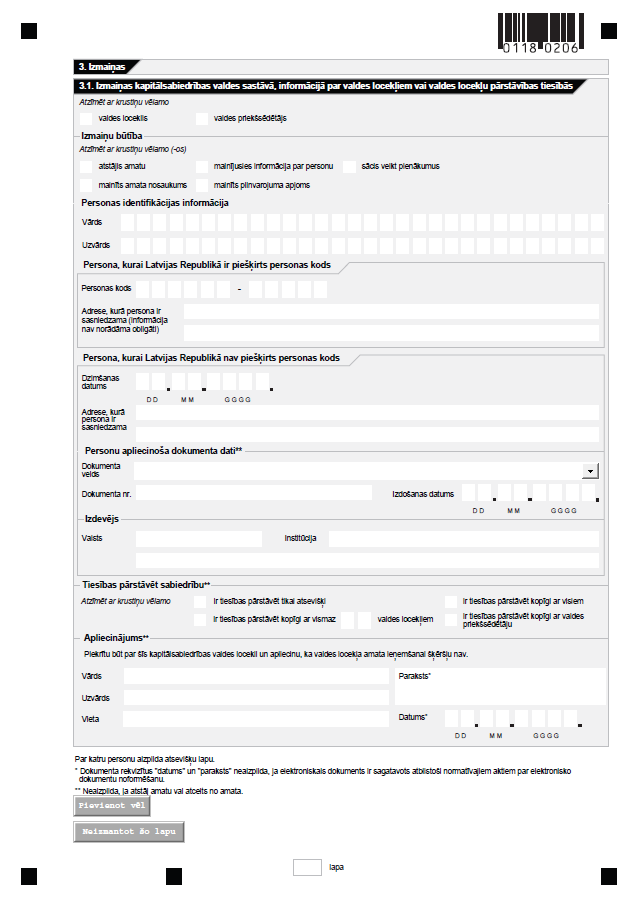 0118 0206
3. Izmaiņas
3.1. Izmaiņas kapitālsabiedrības valdes sastāvā, informācijā par valdes locekļiem vai valdes locekļu pārstāvības tiesībās
Atzīmēt ar krustiņu vēlamo
valdes loceklis valdes priekšsēdētājs
Izmaiņu būtība
Atzīmēt ar krustiņu vēlamo (-os)
atstājis amatu mainījusies informācija par personu sācis veikt pienākumus
mainīts amata nosaukums mainīts pilnvarojuma apjoms
Personas identifikācijas informācija
Vārds
Uzvārds
Persona, kurai Latvijas Republikā ir piešķirts personas kods
Personas kods -
Adrese, kurā persona ir
sasniedzama (informācija
nav norādāma obligāti)
Persona, kurai Latvijas Republikā nav piešķirts personas kods
Dzimšanas
datums
DD MM GGGG
Adrese, kurā
persona ir
sasniedzama
Personu apliecinoša dokumenta dati**
Dokumenta
veids
Dokumenta nr. Izdošanas datums
DD MM GGGG
Izdevējs
Valsts Institūcija
Tiesības pārstāvēt sabiedrību**
Atzīmēt ar krustiņu vēlamo ir tiesības pārstāvēt tikai atsevišķi ir tiesības pārstāvēt kopīgi ar visiem
ir tiesības pārstāvēt kopīgi ar vismaz valdes locekļiem ir tiesības pārstāvēt kopīgi ar valdes
priekšsēdētāju
Apliecinājums**
Piekrītu būt par šīs kapitālsabiedrības valdes locekli un apliecinu, ka valdes locekļa amata ieņemšanai šķēršļu nav.
Vārds Paraksts*
Uzvārds
Vieta Datums*
DD MM GGGG
Par katru personu aizpilda atsevišķu lapu.
* Dokumenta rekvizītus "datums" un "paraksts" neaizpilda, ja elektroniskais dokuments ir sagatavots atbilstoši normatīvajiem aktiem par elektronisko
dokumentu noformēšanu.
** Neaizpilda, ja atstāj amatu vai atcelts no amata.
Pievienot vēl
Neizmantot šo lapu
lapa